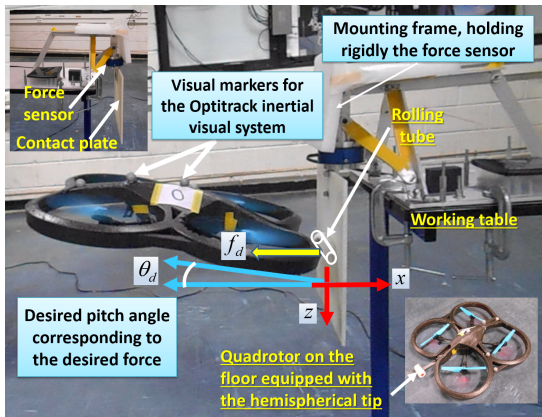 Mounting frame, holding
rigidly the force sensor
Visual markers for
the Optitrack inertial
visual system
Force
sensor
Contact plate
Rolling
tube
Working table
f_d
θ_d
x
z
Desired pitch angle
corresponding to
the desired force
Quadrotor on the
floor equipped with
the hemispherical tip